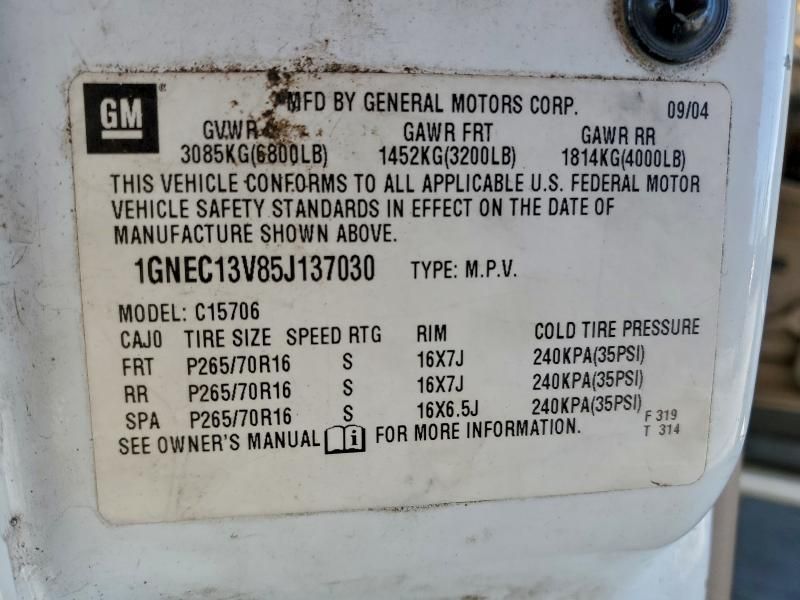 GM
MFD BY GENERAL MOTORS CORP. 09/04
GVWR GAWR FRT GAWR RR
3085KG(6800LB) 1452KG(3200LB) 1814KG(4000LB)
THIS VEHICLE CONFORMS TO ALL APPLICABLE U.S. FEDERAL MOTOR
VEHICLE SAFETY STANDARDS IN EFFECT ON THE DATE OF
MANUFACTURE SHOWN ABOVE.
1GNEC13V85J137030 TYPE: M.P.V.
MODEL: C15706
CAJ0 TIRE SIZE SPEED RTG RIM COLD TIRE PRESSURE
FRT P265/70R16 S 16X7J 240KPA(35PSI)
RR P265/70R16 S 16X7J 240KPA(35PSI)
SPA P265/70R16 S 16X6.5J 240KPA(35PSI) F 319
SEE OWNER'S MANUAL i FOR MORE INFORMATION. T 314